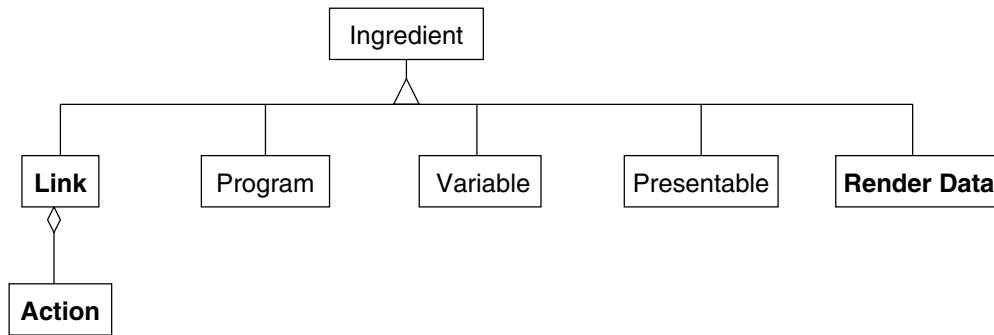 Ingredient
Link
Program
Variable
Presentable
Render Data
Action